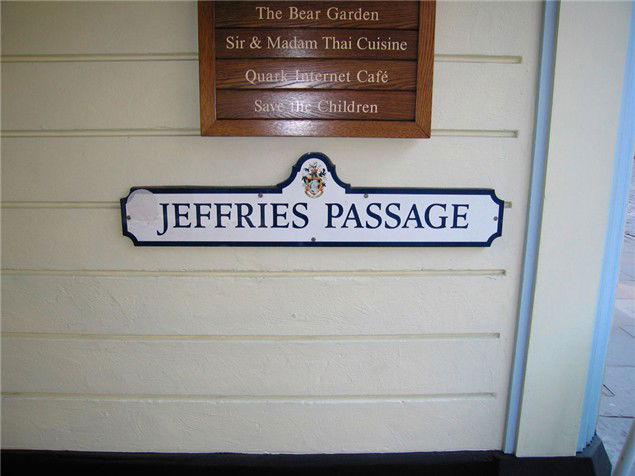 The Bear Garden
Sir & Madam Thai Cuisine
Quark Internet Café
Save the Children
JEFFRIES PASSAGE